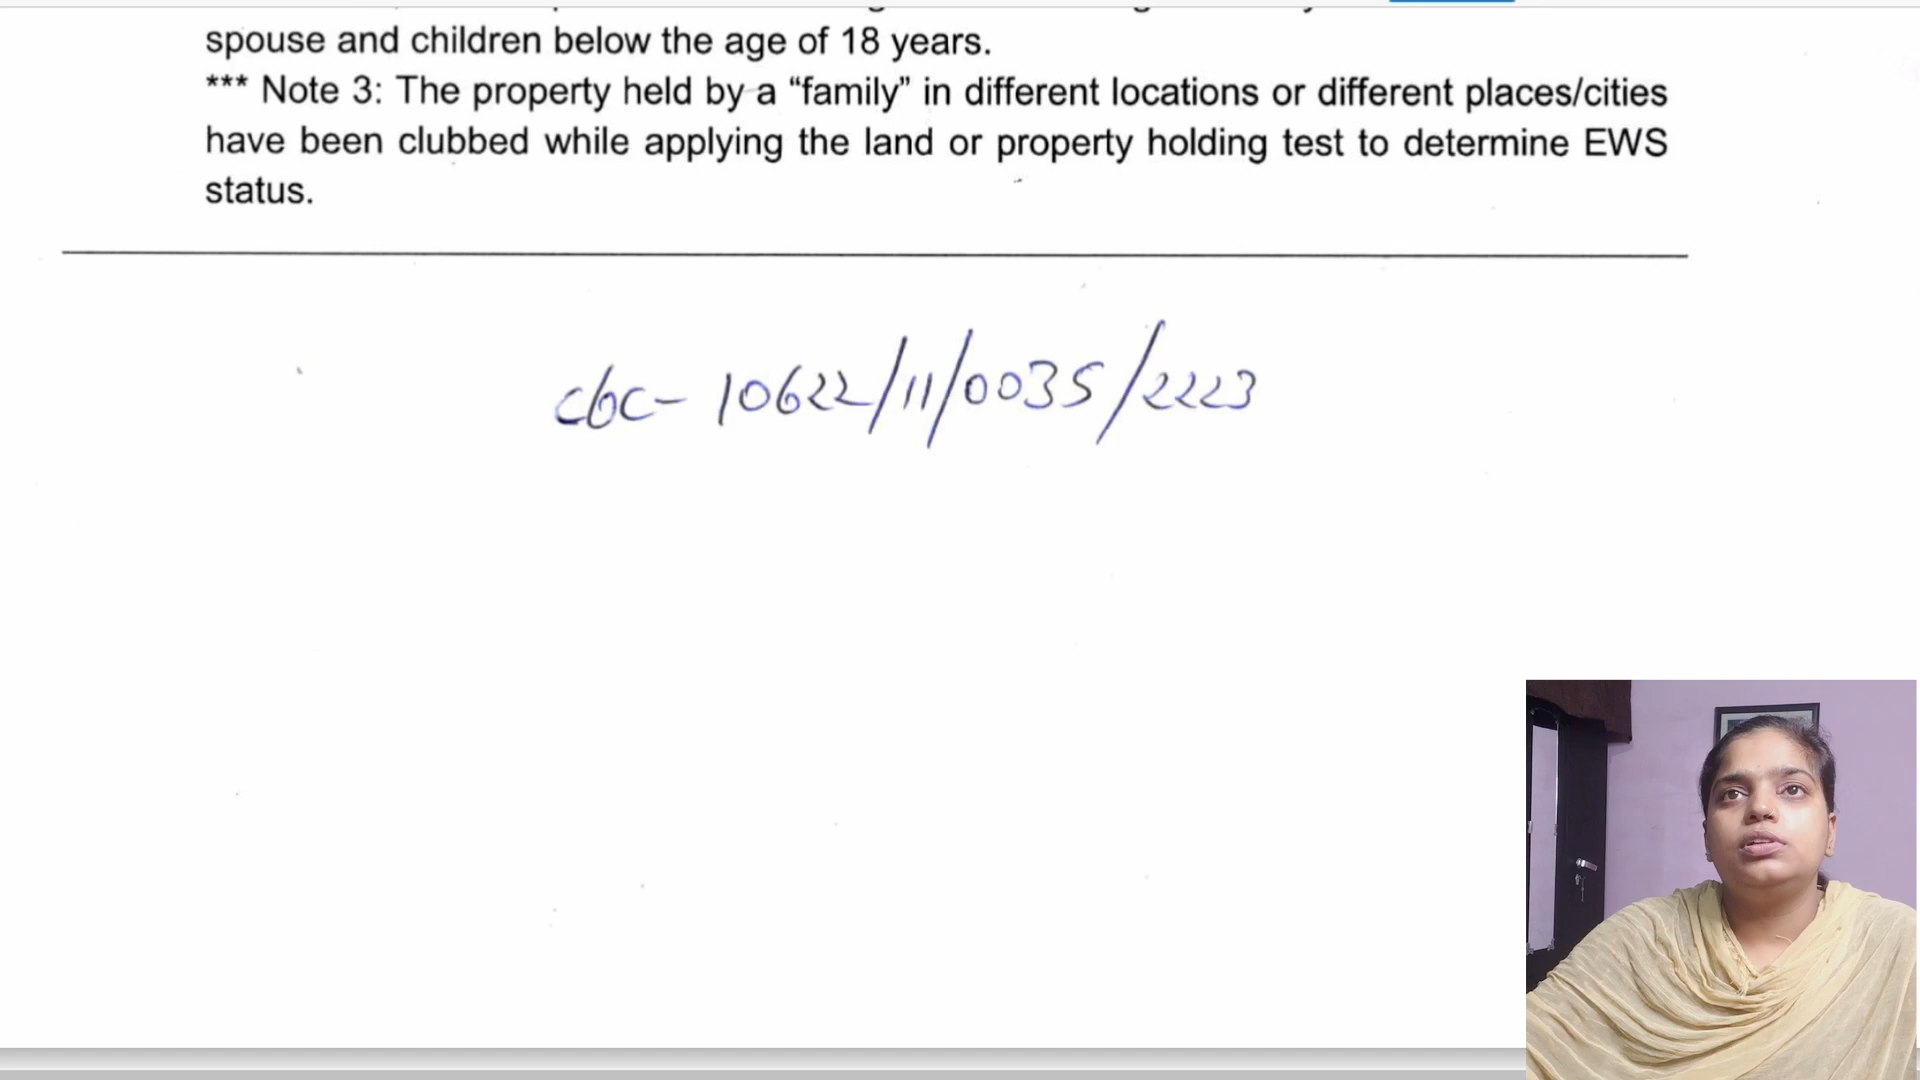 spouse and children below the age of 18 years.
*** Note 3: The property held by a “family” in different locations or different places/cities
have been clubbed while applying the land or property holding test to determine EWS
status.
cbc- 10622/11/0035/2223